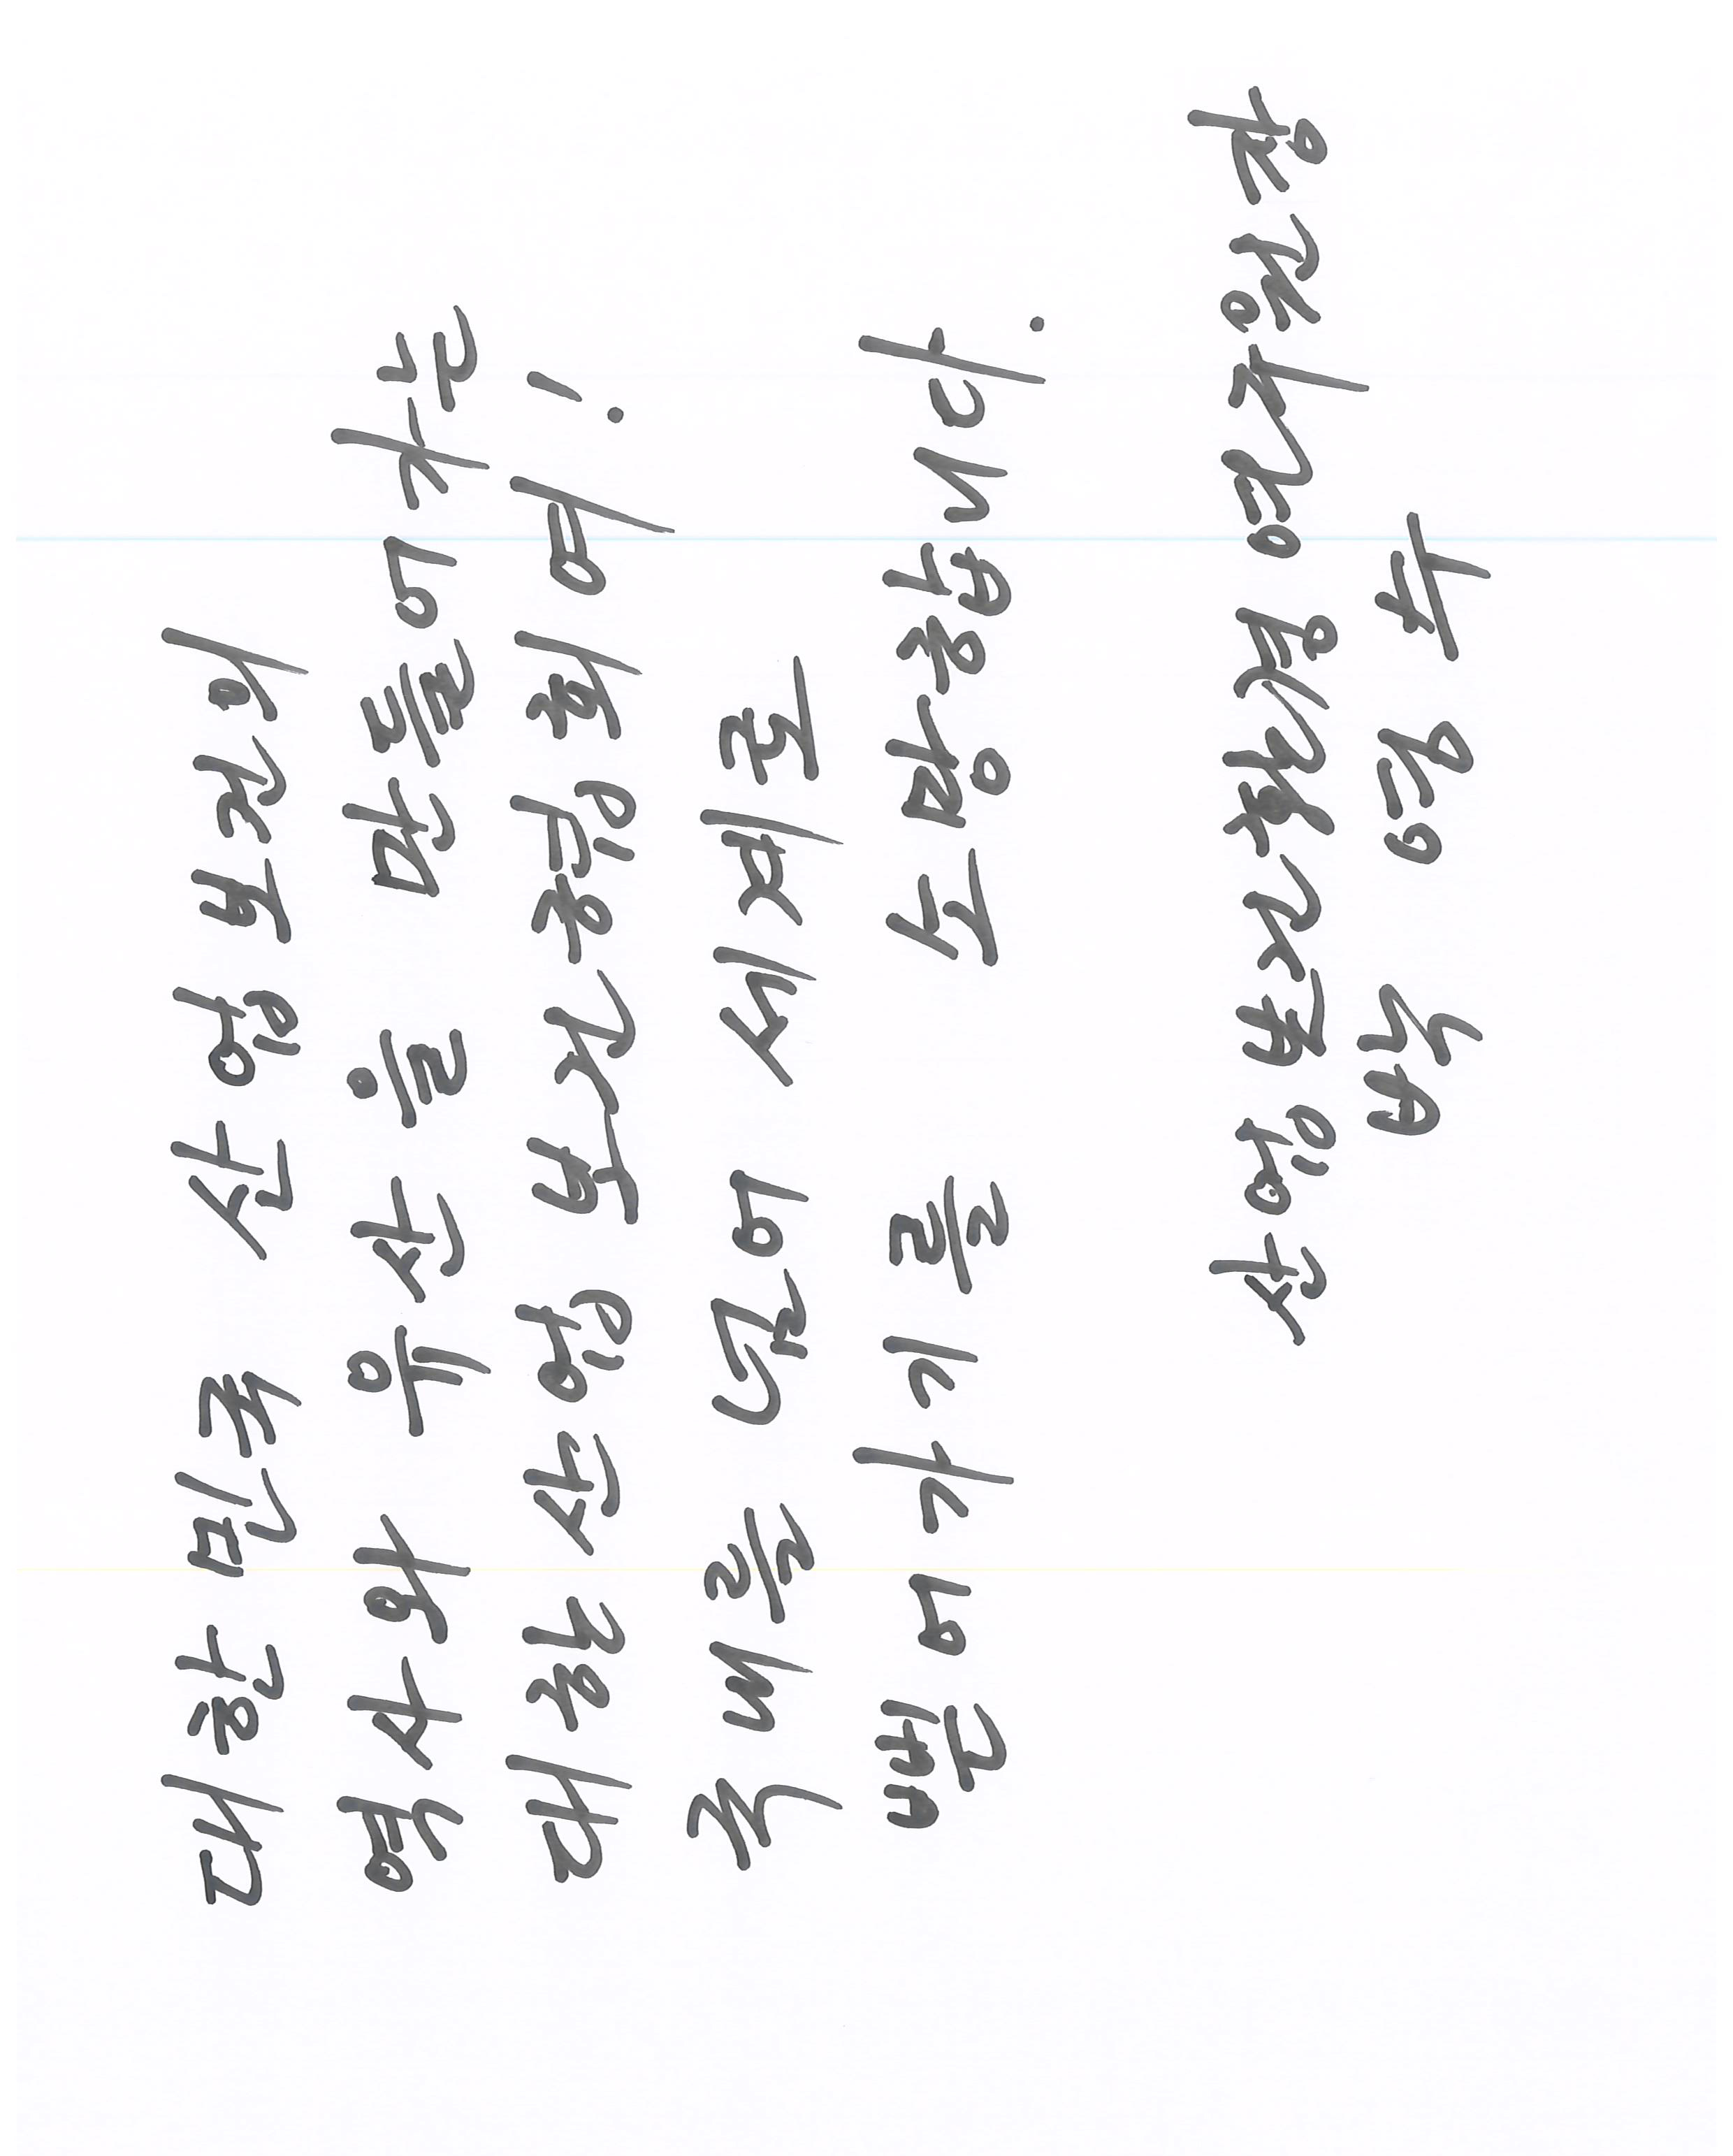 대한민국 산업보건의
역사와 유산을 만들어가는
대한산업보건협회여!
국내를 넘어 세계로
뻗어가기를 소망합니다.
산업보건환경연구원장
박 영 수